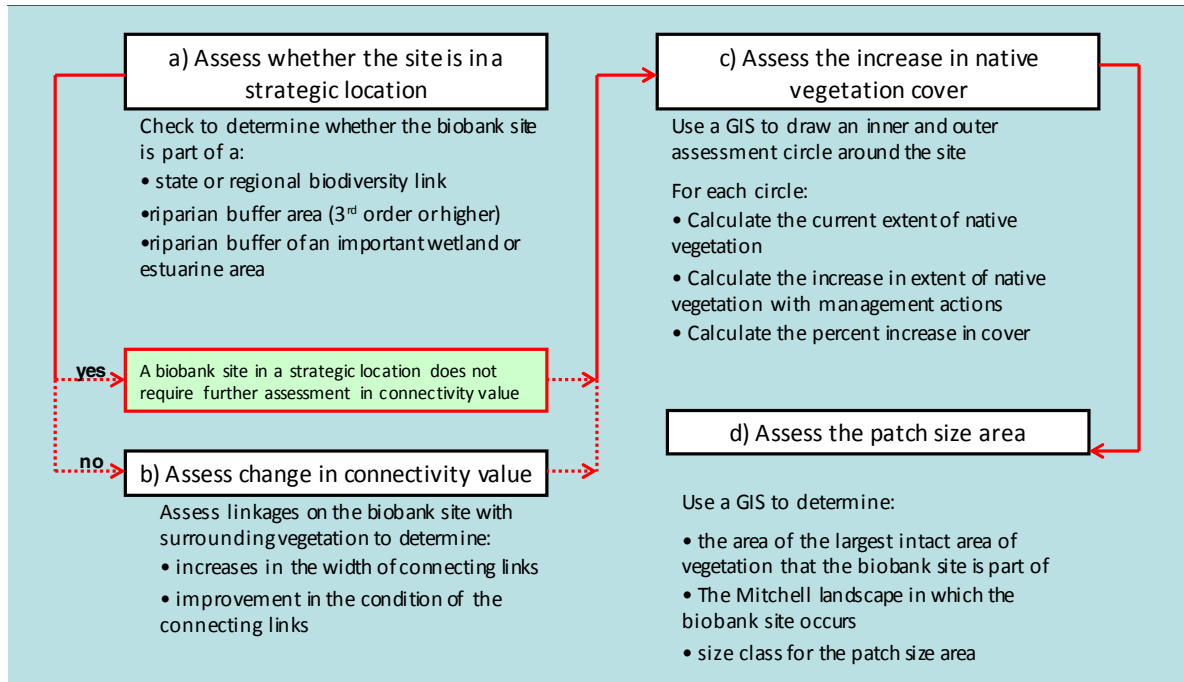 a) Assess whether the site is in a
strategic location
Check to determine whether the biobank site
is part of a:
• state or regional biodiversity link
•riparian buffer area (3rd order or higher)
•riparian buffer of an important wetland or
estuarine area
yes
A biobank site in a strategic location does not
require further assessment in connectivity value
no
b) Assess change in connectivity value
Assess linkages on the biobank site with
surrounding vegetation to determine:
• increases in the width of connecting links
• improvement in the condition of the
connecting links
c) Assess the increase in native
vegetation cover
Use a GIS to draw an inner and outer
assessment circle around the site
For each circle:
• Calculate the current extent of native
vegetation
• Calculate the increase in extent of native
vegetation with management actions
• Calculate the percent increase in cover
d) Assess the patch size area
Use a GIS to determine:
• the area of the largest intact area of
vegetation that the biobank site is part of
• The Mitchell landscape in which the
biobank site occurs
• size class for the patch size area